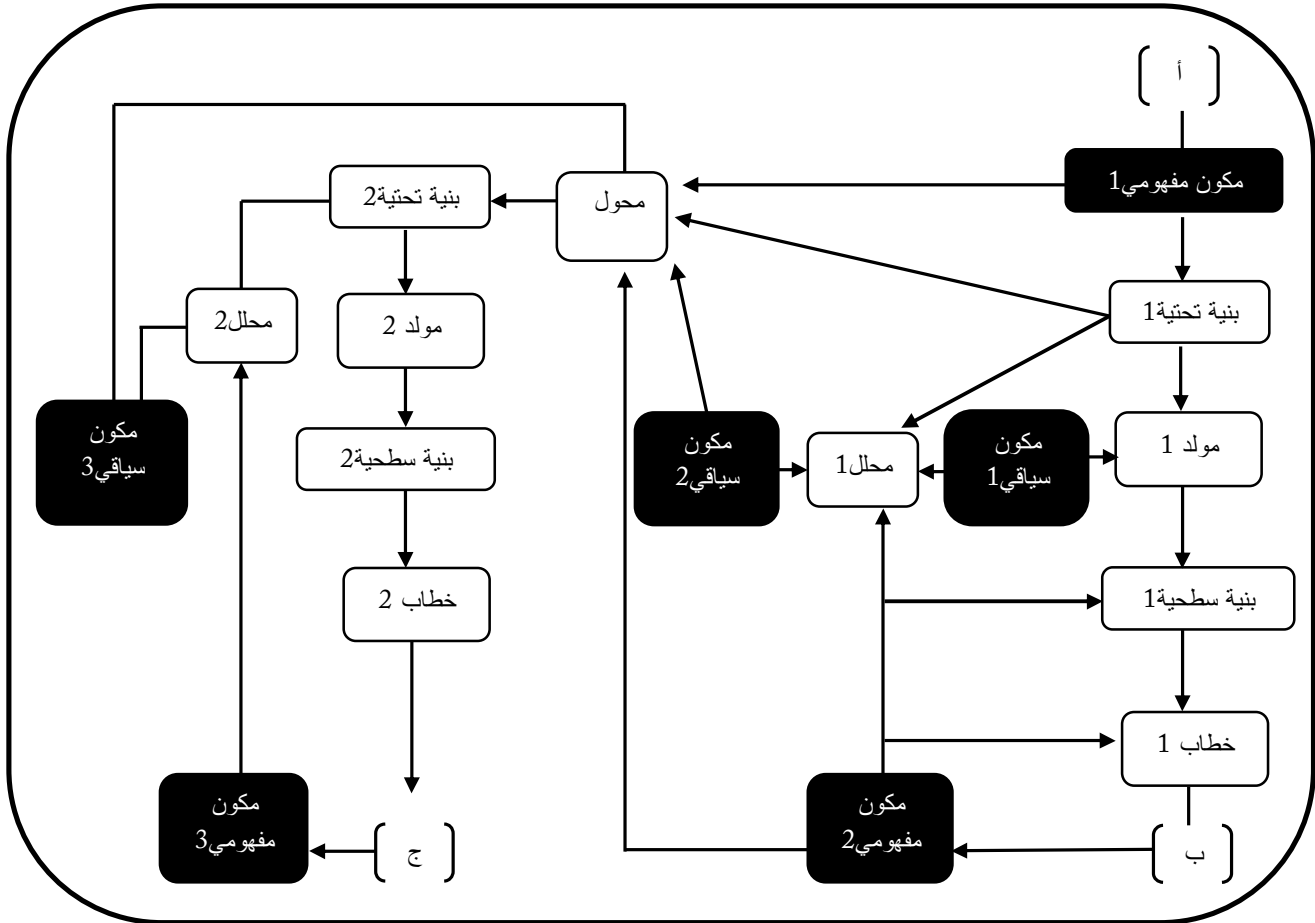 أ
مكون مفهومي1
محول
بنية تحتية2
بنية تحتية1
محلل2
مولد 2
مكون
سياقي3
بنية سطحية2
مكون
سياقي2
محلل1
مكون
سياقي1
مولد 1
خطاب 2
بنية سطحية1
خطاب 1
مكون
مفهومي3
ج
مكون
مفهومي2
ب